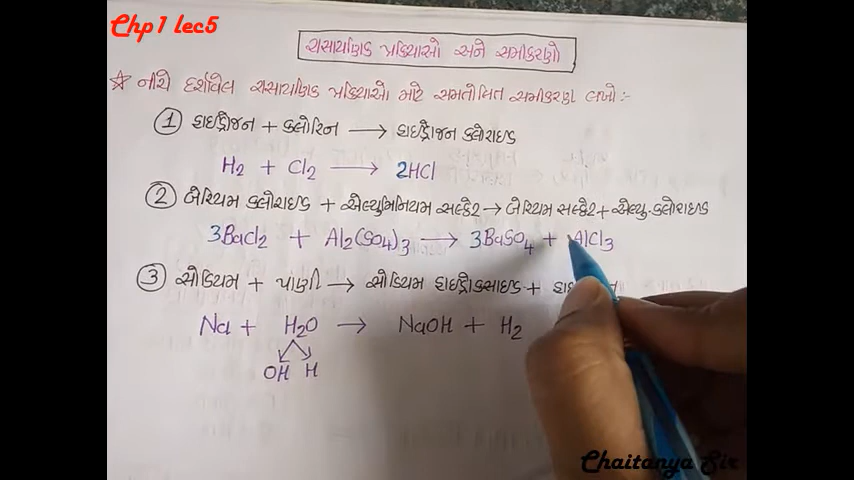 Chp1 lec5
રાસાયણિક પ્રક્રિયાઓ અને સમીકરણો
☆ નીચે દર્શાવેલ રાસાયણિક પ્રક્રિયાઓ માટે સમતોલિત સમીકરણ લખો :-
① હાઇડ્રોજન + ક્લોરિન → હાઇડ્રોજન ક્લોરાઇડ
H₂ + Cl₂ → 2HCl
② બેરિયમ ક્લોરાઇડ + એલ્યુમિનિયમ સલ્ફેટ → બેરિયમ સલ્ફેટ + એલ્યુ. ક્લોરાઇડ
3BaCl₂ + Al₂(SO₄)₃ → 3BaSO₄ + AlCl₃
③ સોડિયમ + પાણી → સોડિયમ હાઇડ્રોક્સાઇડ +
Na + H₂O → NaOH + H₂
OH H
Chaitanya Sir